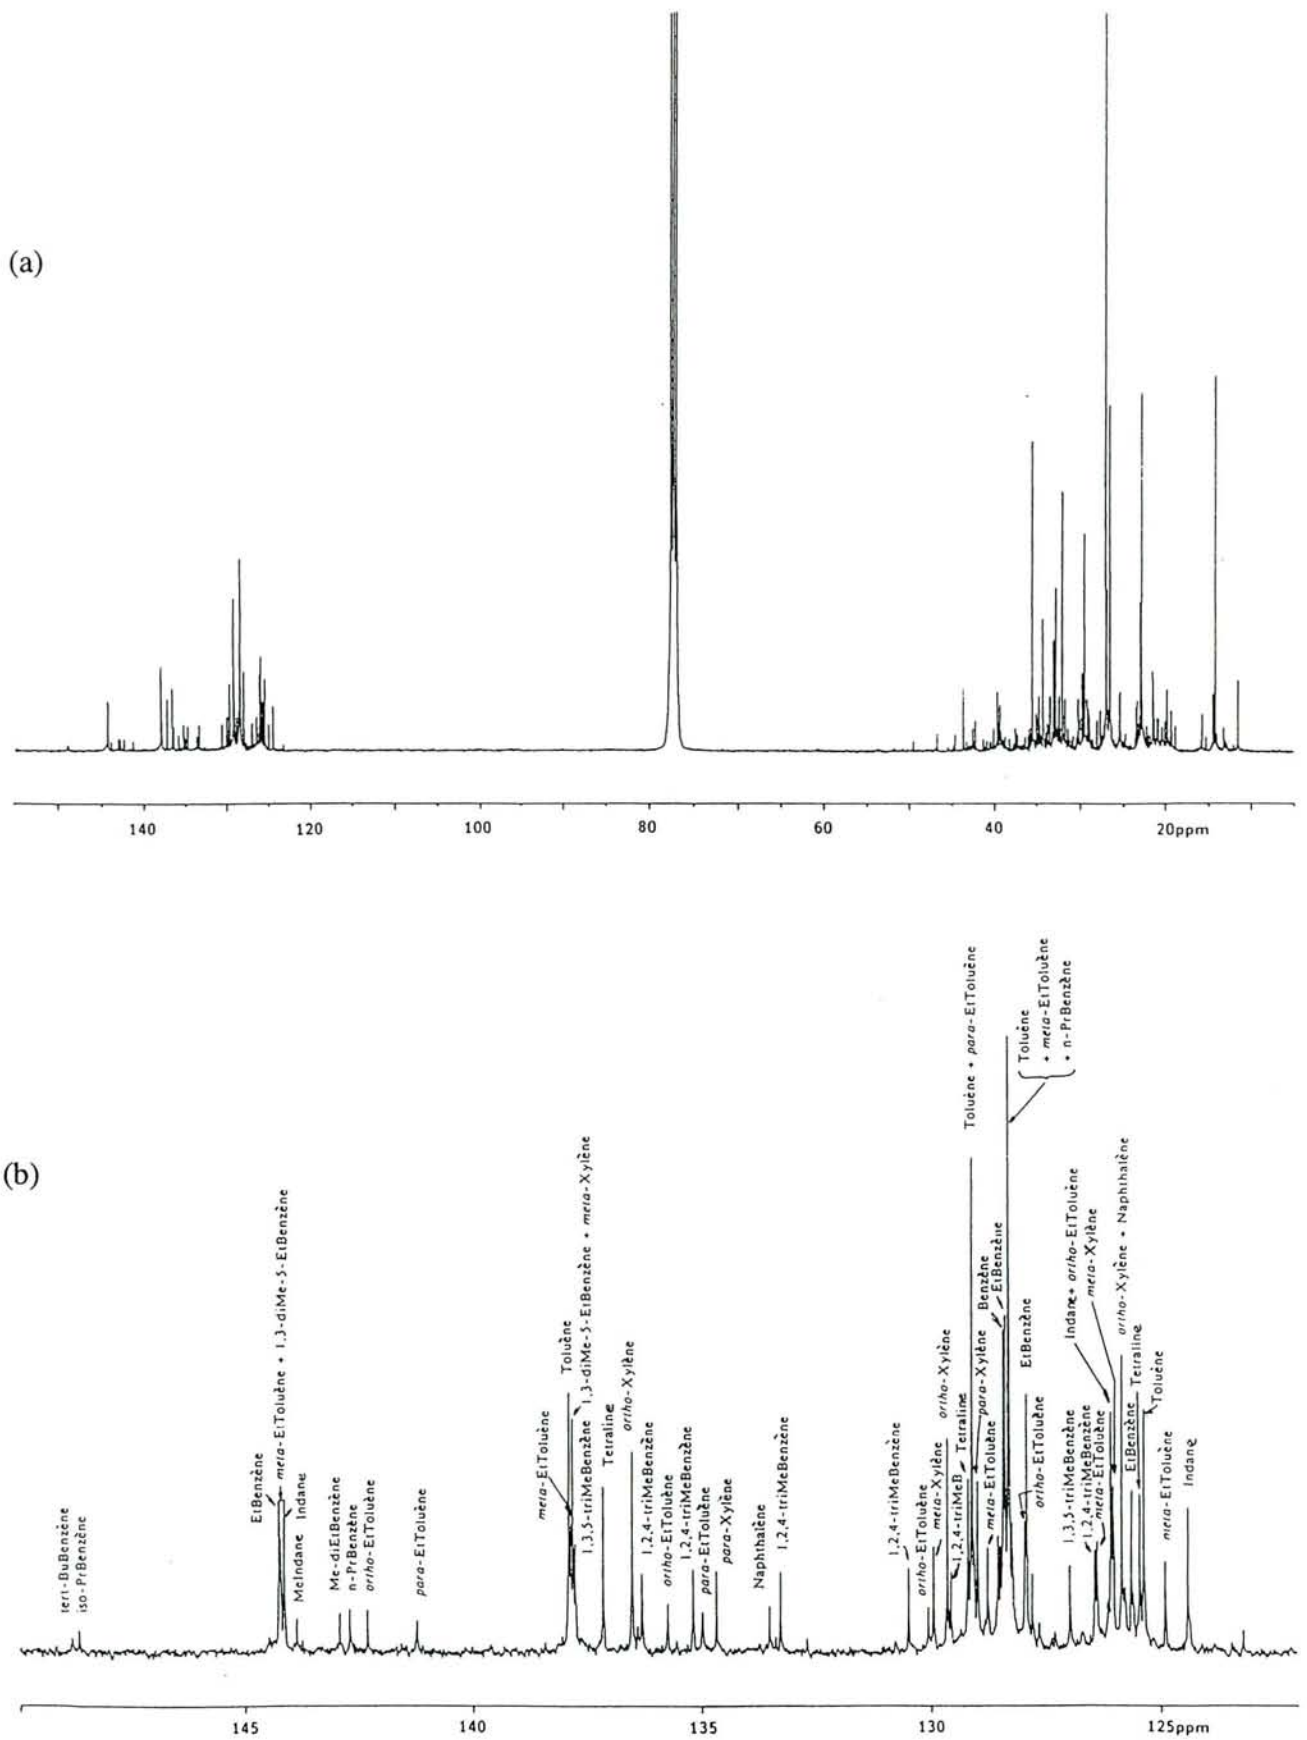 (a)
140
120
100
80
60
40
20ppm
(b)
tert-BuBenzène
iso-PrBenzène
EtBenzène
meta-EtToluène + 1,3-diMe-5-EtBenzène
Indane
MeIndane
Me-diEtBenzène
n-PrBenzène
ortho-EtToluène
para-EtToluène
meta-EtToluène
Toluène
1,3-diMe-5-EtBenzène + meta-Xylène
1,3,5-triMeBenzène
Tetraline
ortho-Xylène
1,2,4-triMeBenzène
ortho-EtToluène
1,2,4-triMeBenzène
para-EtToluène
para-Xylène
Naphthalène
1,2,4-triMeBenzène
1,2,4-triMeBenzène
ortho-EtToluène
meta-Xylène
ortho-Xylène
1,2,4-triMeB
Tetraline
Toluène + para-EtToluène
para-Xylène
meta-EtToluène
Benzène
EtBenzène
Toluène
+ meta-EtToluène
+ n-PrBenzène
EtBenzène
ortho-EtToluène
1,3,5-triMeBenzène
1,2,4-triMeBenzène
meta-EtToluène
Indane + ortho-EtToluène
meta-Xylène
ortho-Xylène + Naphthalène
EtBenzène
Tetraline
Toluène
meta-EtToluène
Indane
145
140
135
130
125ppm